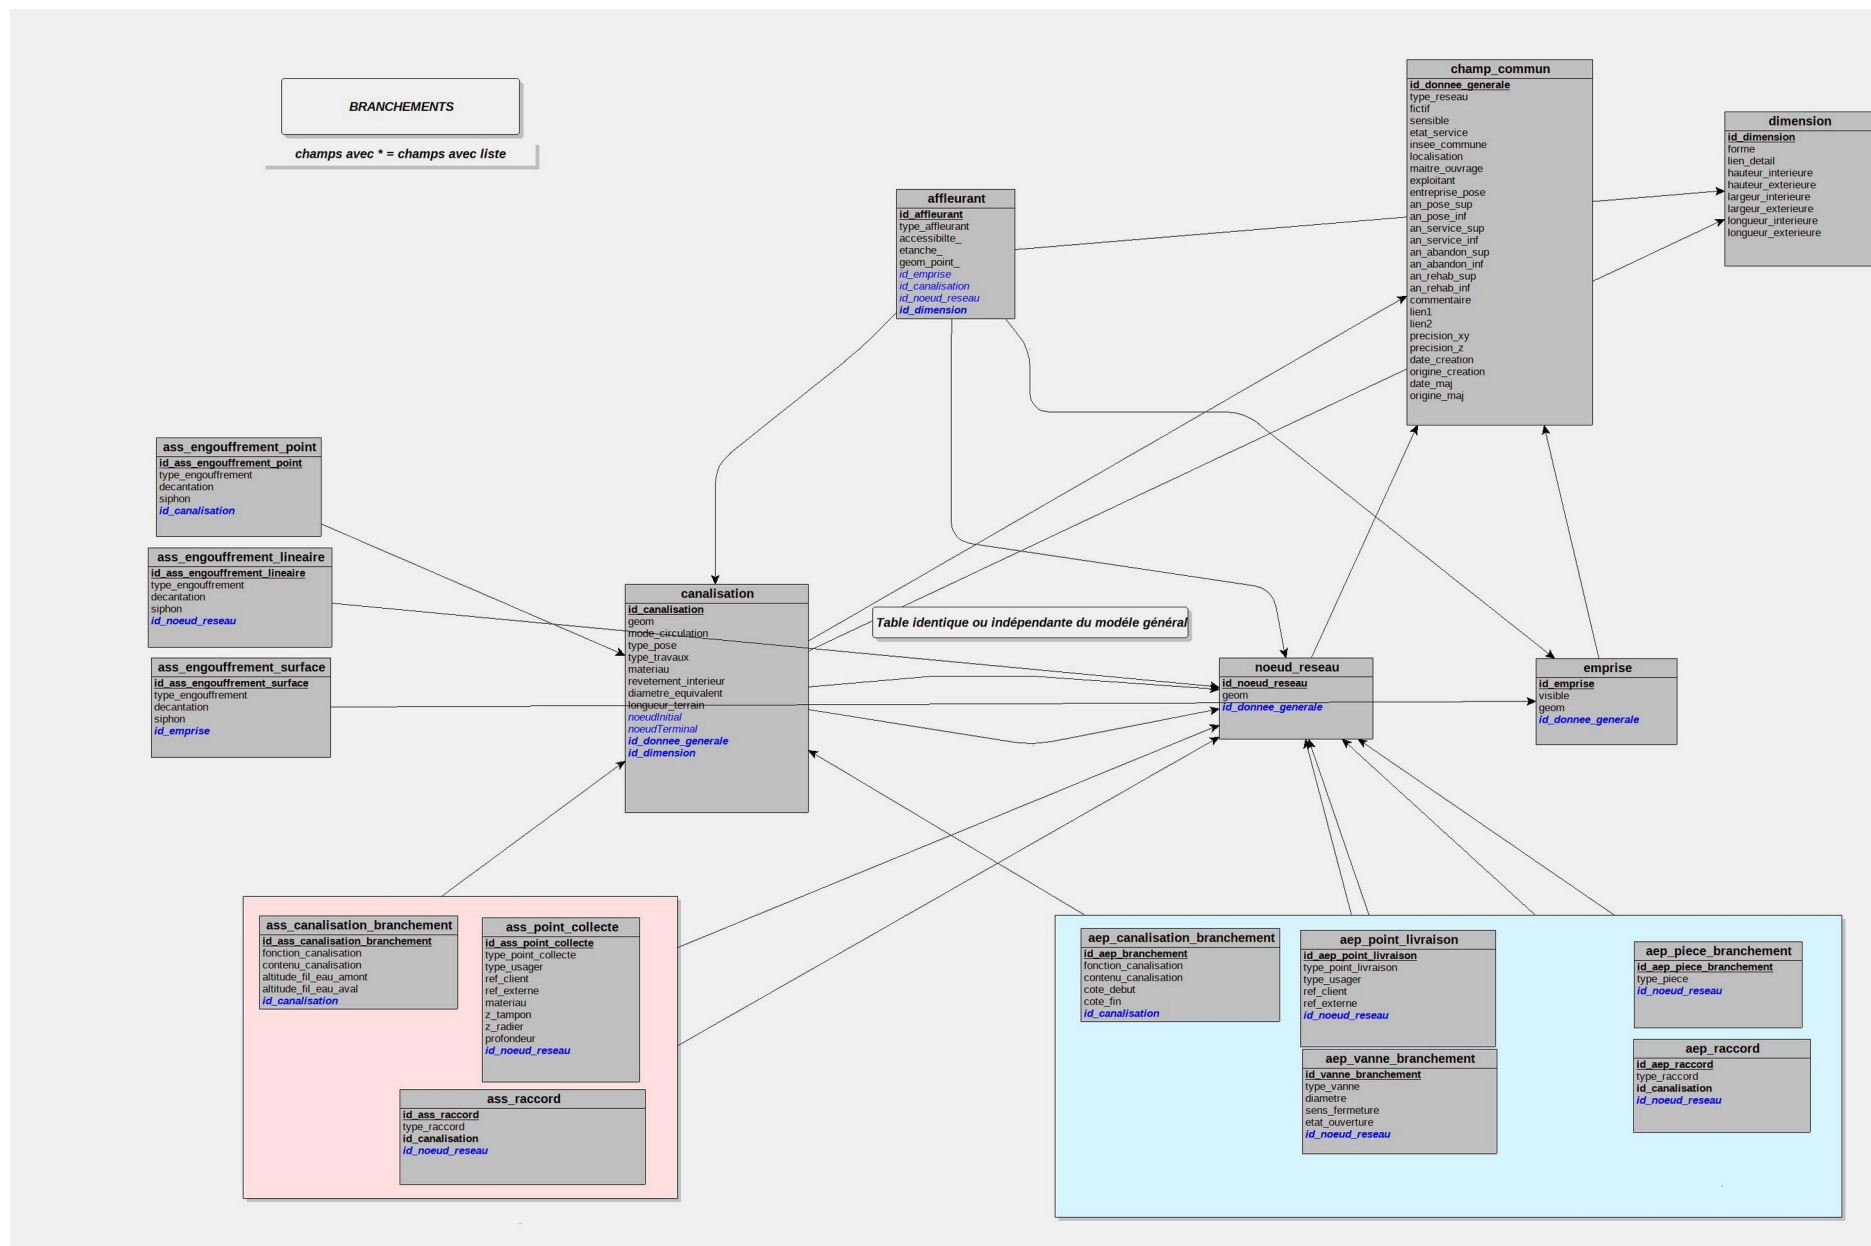 BRANCHEMENTS
champs avec * = champs avec liste
champ_commun
id_donnee_generale
type_reseau
fictif
sensible
etat_service
insee_commune
localisation
maitre_ouvrage
exploitant
entreprise_pose
an_pose_sup
an_pose_inf
an_service_sup
an_service_inf
an_abandon_sup
an_abandon_inf
an_rehab_sup
an_rehab_inf
commentaire
lien1
lien2
precision_xy
precision_z
date_creation
origine_creation
date_maj
origine_maj
dimension
id_dimension
forme
lien_detail
hauteur_interieure
hauteur_exterieure
largeur_interieure
largeur_exterieure
longueur_interieure
longueur_exterieure
affleurant
id_affleurant
type_affleurant
accessibilte_
etanche_
geom_point_
id_emprise
id_canalisation
id_noeud_reseau
id_dimension
ass_engouffrement_point
id_ass_engouffrement_point
type_engouffrement
decantation
siphon
id_canalisation
ass_engouffrement_lineaire
id_ass_engouffrement_lineaire
type_engouffrement
decantation
siphon
id_noeud_reseau
ass_engouffrement_surface
id_ass_engouffrement_surface
type_engouffrement
decantation
siphon
id_emprise
canalisation
id_canalisation
geom
mode_circulation
type_pose
type_travaux
materiau
revetement_interieur
diametre_equivalent
longueur_terrain
noeudInitial
noeudTerminal
id_donnee_generale
id_dimension
Table identique ou indépendante du modéle général
noeud_reseau
id_noeud_reseau
geom
id_donnee_generale
emprise
id_emprise
visible
geom
id_donnee_generale
ass_canalisation_branchement
id_ass_canalisation_branchement
fonction_canalisation
contenu_canalisation
altitude_fil_eau_amont
altitude_fil_eau_aval
id_canalisation
ass_point_collecte
id_ass_point_collecte
type_point_collecte
type_usager
ref_client
ref_externe
materiau
z_tampon
z_radier
profondeur
id_noeud_reseau
ass_raccord
id_ass_raccord
type_raccord
id_canalisation
id_noeud_reseau
aep_canalisation_branchement
id_aep_branchement
fonction_canalisation
contenu_canalisation
cote_debut
cote_fin
id_canalisation
aep_point_livraison
id_aep_point_livraison
type_point_livraison
type_usager
ref_client
ref_externe
id_noeud_reseau
aep_vanne_branchement
id_vanne_branchement
type_vanne
diametre
sens_fermeture
etat_ouverture
id_noeud_reseau
aep_piece_branchement
id_aep_piece_branchement
type_piece
id_noeud_reseau
aep_raccord
id_aep_raccord
type_raccord
id_canalisation
id_noeud_reseau